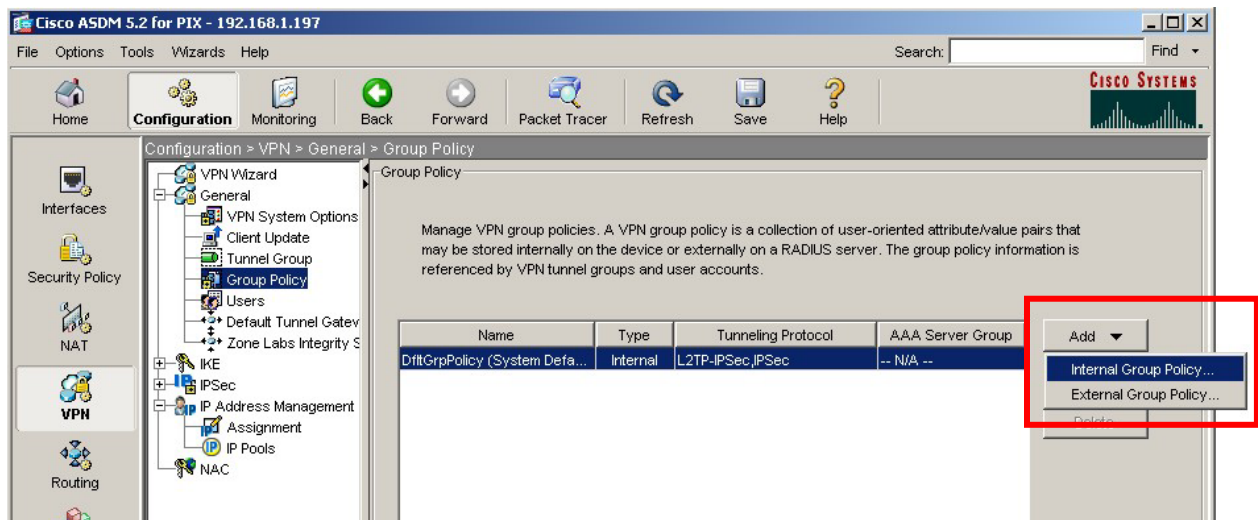 Cisco ASDM 5.2 for PIX - 192.168.1.197
File Options Tools Wizards Help Search: Find
Home Configuration Monitoring Back Forward Packet Tracer Refresh Save Help
CISCO SYSTEMS
Configuration > VPN > General > Group Policy
Interfaces
Security Policy
NAT
VPN
Routing
VPN Wizard
General
VPN System Options
Client Update
Tunnel Group
Group Policy
Users
Default Tunnel Gatev
Zone Labs Integrity S
IKE
IPSec
IP Address Management
Assignment
IP Pools
NAC
Group Policy
Manage VPN group policies. A VPN group policy is a collection of user-oriented attribute/value pairs that
may be stored internally on the device or externally on a RADIUS server. The group policy information is
referenced by VPN tunnel groups and user accounts.
Name Type Tunneling Protocol AAA Server Group
DfltGrpPolicy (System Defa... Internal L2TP-IPSec,IPSec -- N/A --
Add
Internal Group Policy...
External Group Policy...
Delete